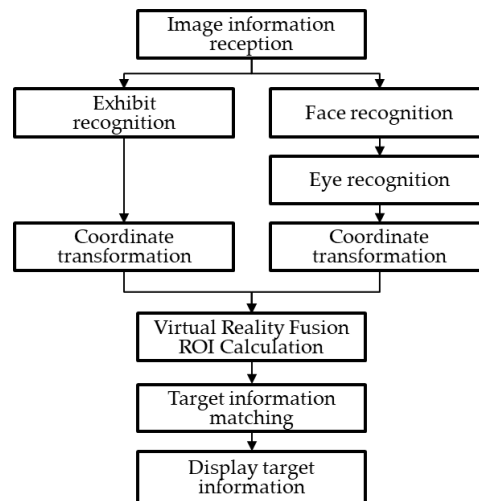 Image information
reception
Exhibit
recognition
Face recognition
Eye recognition
Coordinate
transformation
Coordinate
transformation
Virtual Reality Fusion
ROI Calculation
Target information
matching
Display target
information